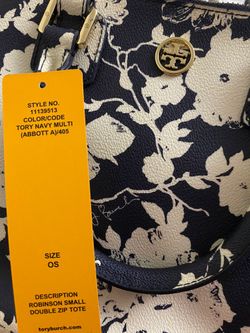 STYLE NO.
11139513
COLOR/CODE
TORY NAVY MULTI
(ABBOTT A)/405
SIZE
OS
DESCRIPTION
ROBINSON SMALL
DOUBLE ZIP TOTE
toryburch.com